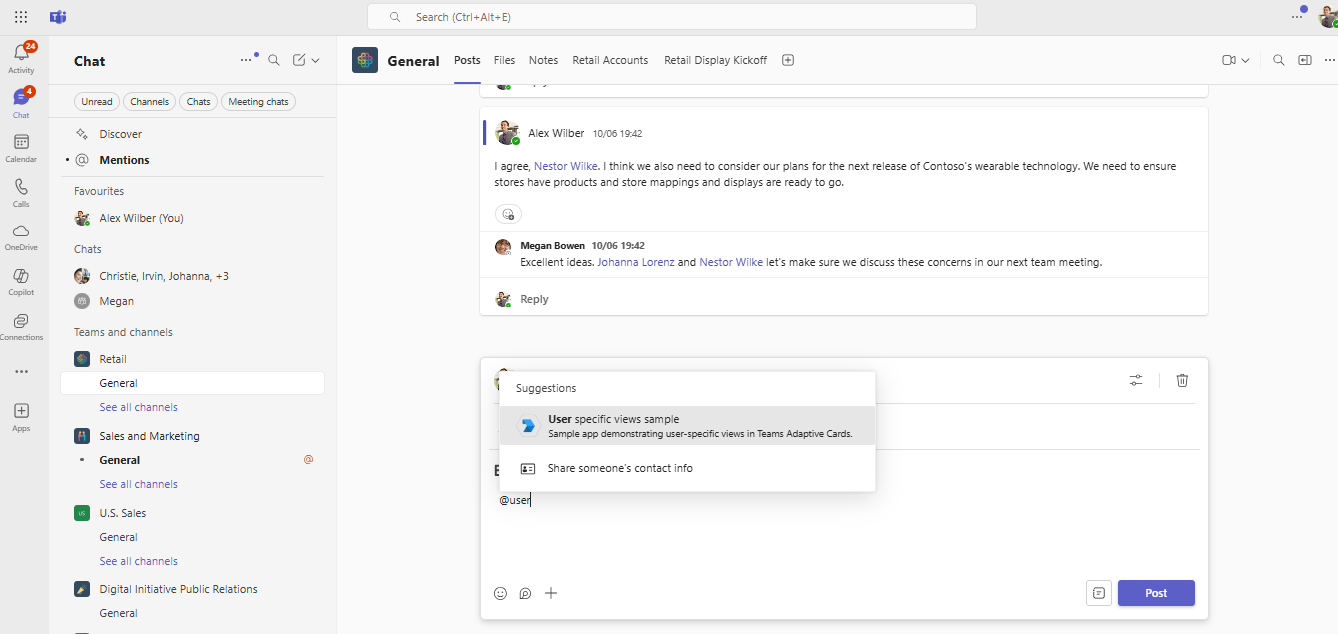 Search (Ctrl+Alt+E)
24
Activity
4
Chat
Calendar
Calls
OneDrive
Copilot
Connections
Apps
Chat
Unread
Channels
Chats
Meeting chats
Discover
Mentions
Favourites
Alex Wilber (You)
Chats
Christie, Irvin, Johanna, +3
Megan
Teams and channels
Retail
General
See all channels
Sales and Marketing
General
@
See all channels
US
U.S. Sales
General
See all channels
Digital Initiative Public Relations
General
General
Posts
Files
Notes
Retail Accounts
Retail Display Kickoff
Alex Wilber 10/06 19:42
I agree, Nestor Wilke. I think we also need to consider our plans for the next release of Contoso's wearable technology. We need to ensure
stores have products and store mappings and displays are ready to go.
Megan Bowen 10/06 19:42
Excellent ideas. Johanna Lorenz and Nestor Wilke let's make sure we discuss these concerns in our next team meeting.
Reply
Suggestions
User specific views sample
Sample app demonstrating user-specific views in Teams Adaptive Cards.
Share someone's contact info
@user
Post